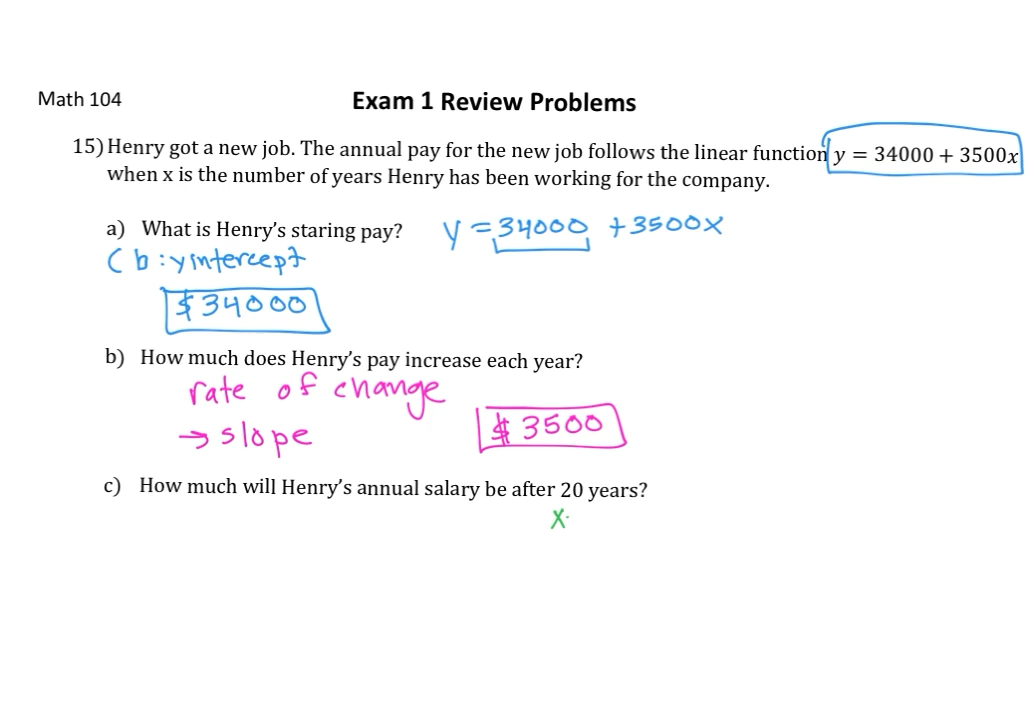 Math 104
Exam 1 Review Problems
15) Henry got a new job. The annual pay for the new job follows the linear function y = 34000 + 3500x
when x is the number of years Henry has been working for the company.
a) What is Henry's staring pay? y = 34000 + 3500x
( b : y intercept
$ 34000
b) How much does Henry's pay increase each year?
rate of change
→ slope $ 3500
c) How much will Henry's annual salary be after 20 years?
x